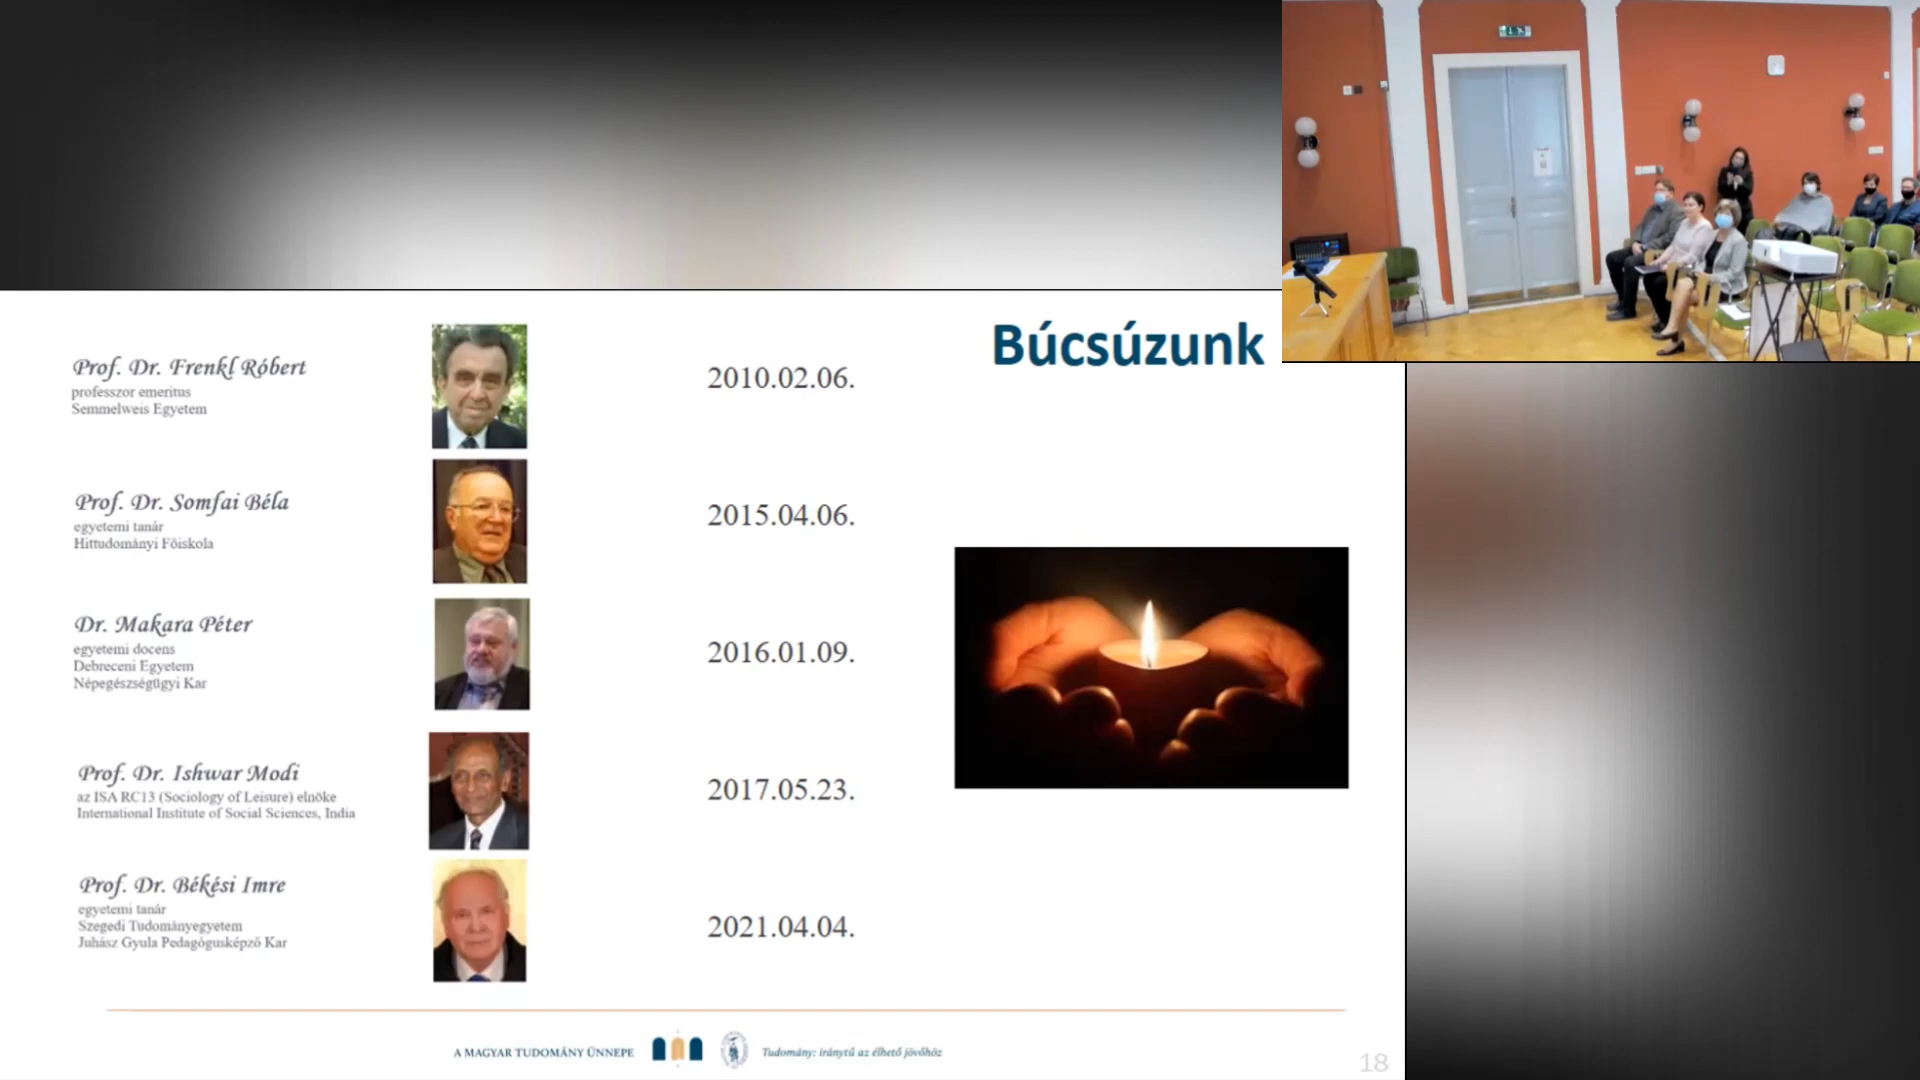 Búcsúzunk
Prof. Dr. Frenkl Róbert
professzor emeritus
Semmelweis Egyetem
2010.02.06.
Prof. Dr. Somfai Béla
egyetemi tanár
Hittudományi Főiskola
2015.04.06.
Dr. Makara Péter
egyetemi docens
Debreceni Egyetem
Népegészségügyi Kar
2016.01.09.
Prof. Dr. Ishwar Modi
az ISA RC13 (Sociology of Leisure) elnöke
International Institute of Social Sciences, India
2017.05.23.
Prof. Dr. Békési Imre
egyetemi tanár
Szegedi Tudományegyetem
Juhász Gyula Pedagógusképző Kar
2021.04.04.
A MAGYAR TUDOMÁNY ÜNNEPE
Tudomány: iránytű az élhető jövőhöz
18